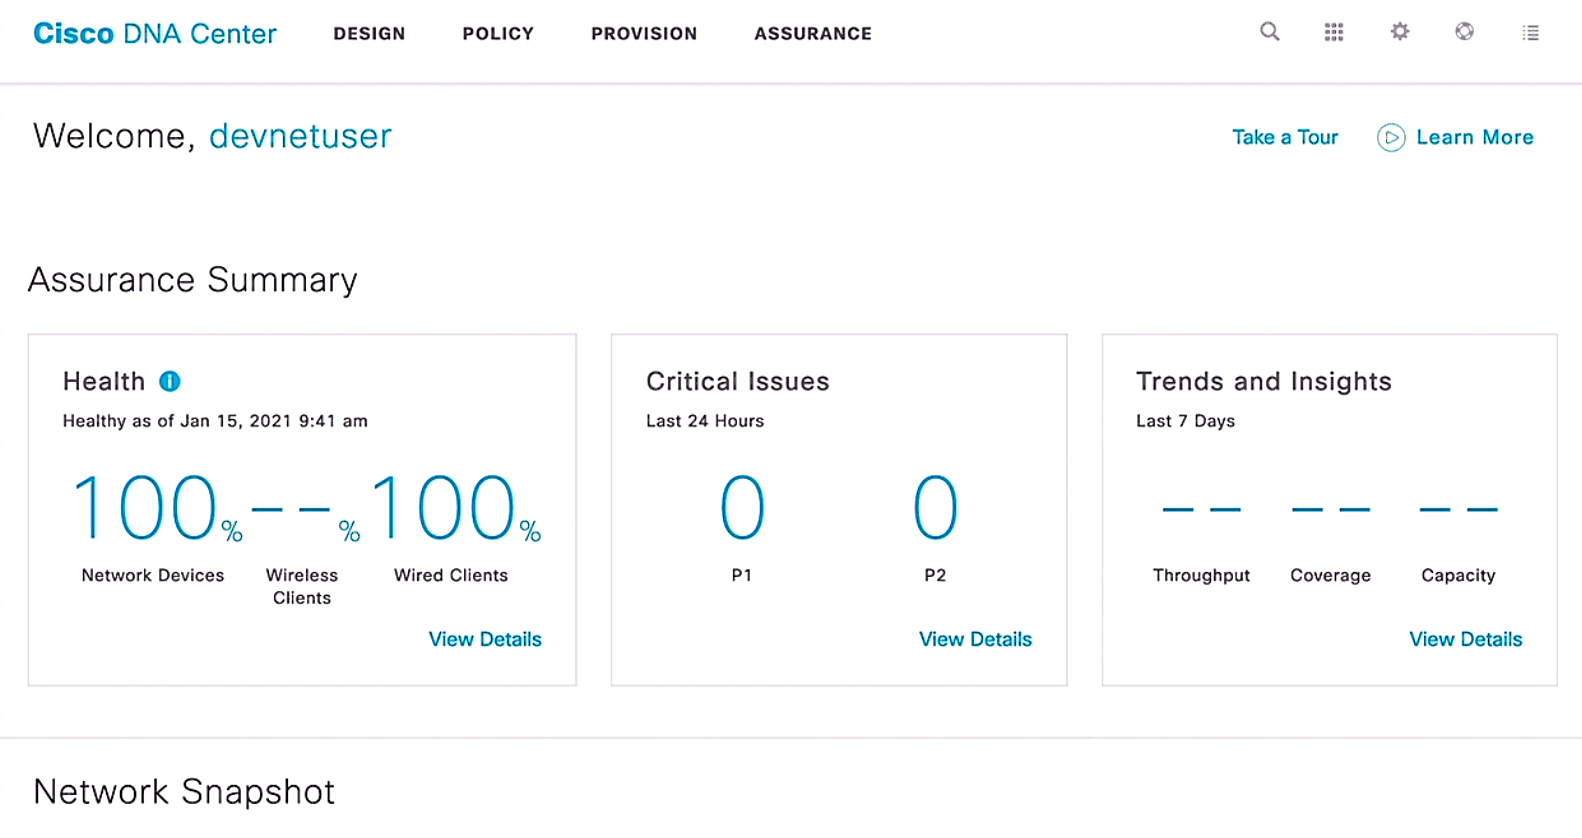 Cisco DNA Center DESIGN POLICY PROVISION ASSURANCE
Welcome, devnetuser
Take a Tour Learn More
Assurance Summary
Health
Healthy as of Jan 15, 2021 9:41 am
100% --% 100%
Network Devices Wireless Clients Wired Clients
View Details
Critical Issues
Last 24 Hours
0 0
P1 P2
View Details
Trends and Insights
Last 7 Days
-- -- --
Throughput Coverage Capacity
View Details
Network Snapshot